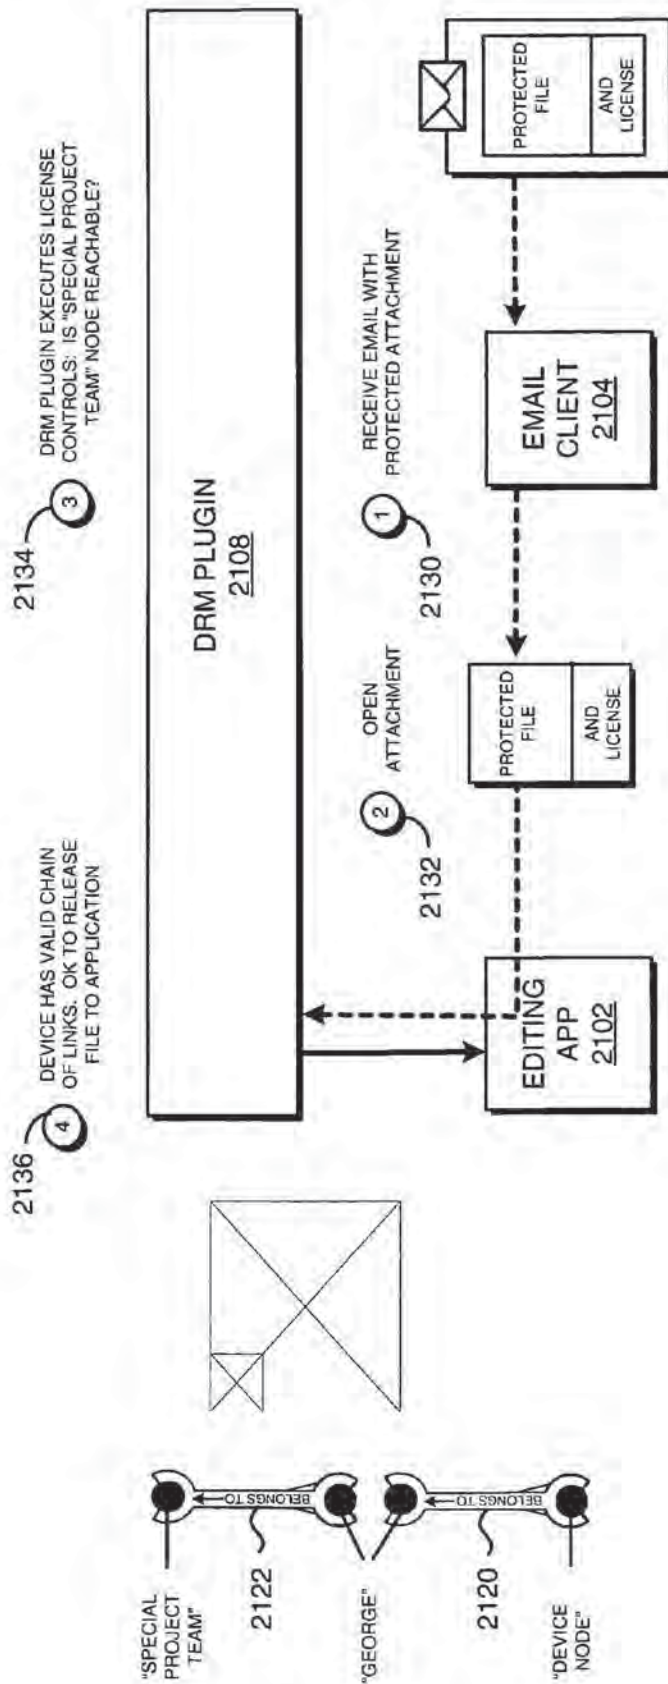 2136
4
DEVICE HAS VALID CHAIN
OF LINKS. OK TO RELEASE
FILE TO APPLICATION
2134
3
DRM PLUGIN EXECUTES LICENSE
CONTROLS: IS "SPECIAL PROJECT
TEAM" NODE REACHABLE?
"SPECIAL
PROJECT
TEAM"
BELONGS TO
2122
"GEORGE"
BELONGS TO
2120
"DEVICE
NODE"
DRM PLUGIN
2108
2
OPEN
ATTACHMENT
2132
1
RECEIVE EMAIL WITH
PROTECTED ATTACHMENT
2130
EDITING
APP
2102
PROTECTED
FILE
AND
LICENSE
EMAIL
CLIENT
2104
PROTECTED
FILE
AND
LICENSE